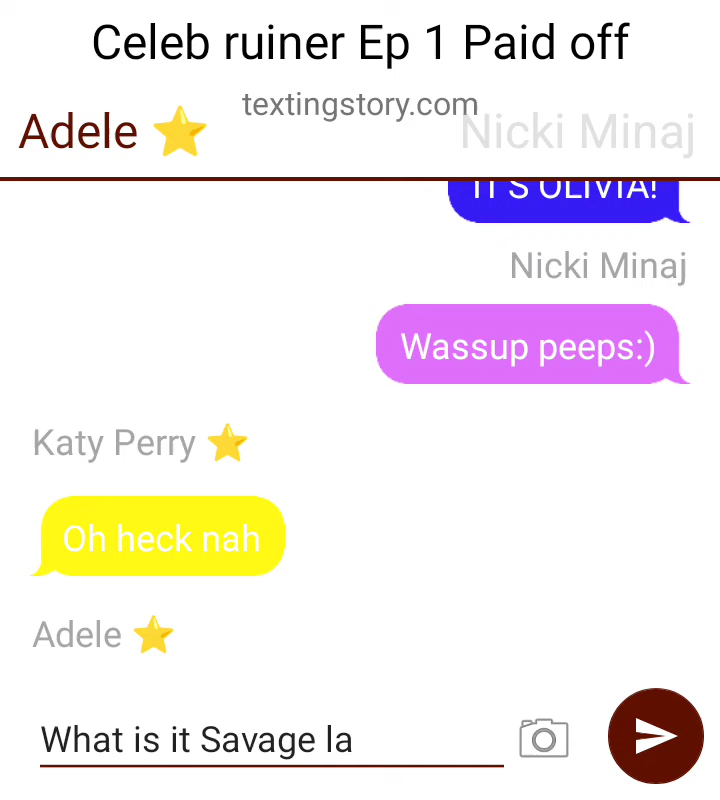 Celeb ruiner Ep 1 Paid off
textingstory.com
Adele ⭐ Nicki Minaj
IT'S OLIVIA!
Nicki Minaj
Wassup peeps:)
Katy Perry ⭐
Oh heck nah
Adele ⭐
What is it Savage la